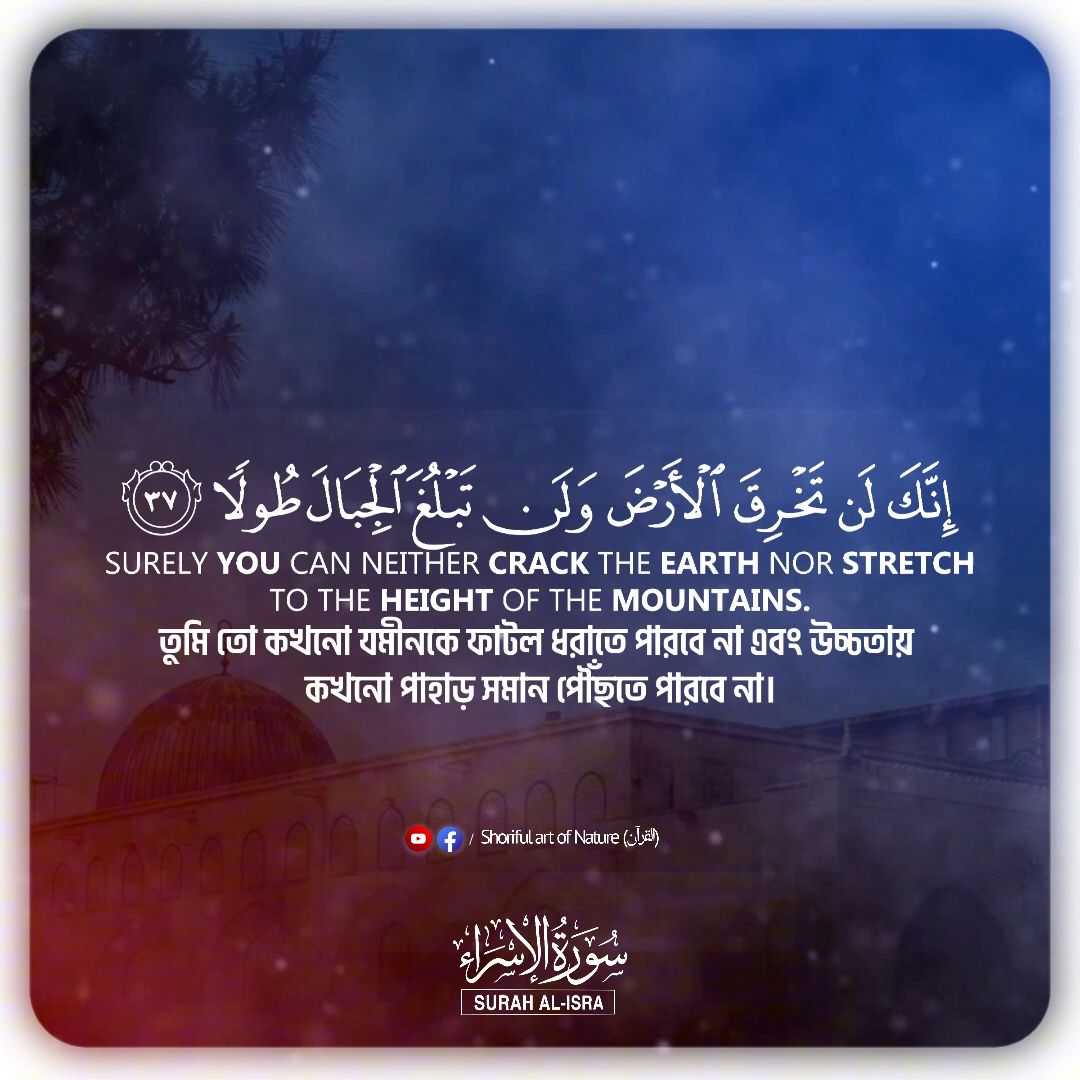 إِنَّكَ لَن تَخْرِقَ ٱلْأَرْضَ وَلَن تَبْلُغَ ٱلْجِبَالَ طُولًا ٣٧
SURELY YOU CAN NEITHER CRACK THE EARTH NOR STRETCH
TO THE HEIGHT OF THE MOUNTAINS.
তুমি তো কখনো যমীনকে ফাটল ধরাতে পারবে না এবং উচ্চতায়
কখনো পাহাড় সমান পৌঁছতে পারবে না।
/ Shoriful art of Nature (القرآن)
سُورَةُ الإِسْرَاء
SURAH AL-ISRA